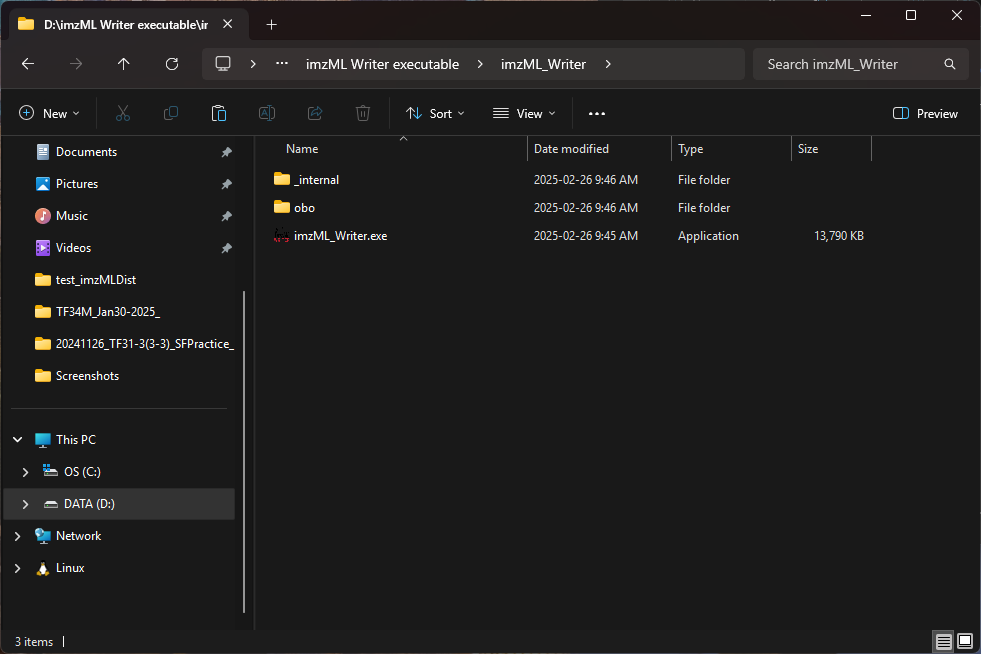 D:\imzML Writer executable\ir
imzML Writer executable
imzML_Writer
Search imzML_Writer
New
Sort
View
Preview
Documents
Pictures
Music
Videos
test_imzMLDist
TF34M_Jan30-2025_
20241126_TF31-3(3-3)_SFPractice_
Screenshots
This PC
OS (C:)
DATA (D:)
Network
Linux
Name Date modified Type Size
_internal 2025-02-26 9:46 AM File folder
obo 2025-02-26 9:46 AM File folder
imzML_Writer.exe 2025-02-26 9:45 AM Application 13,790 KB
3 items